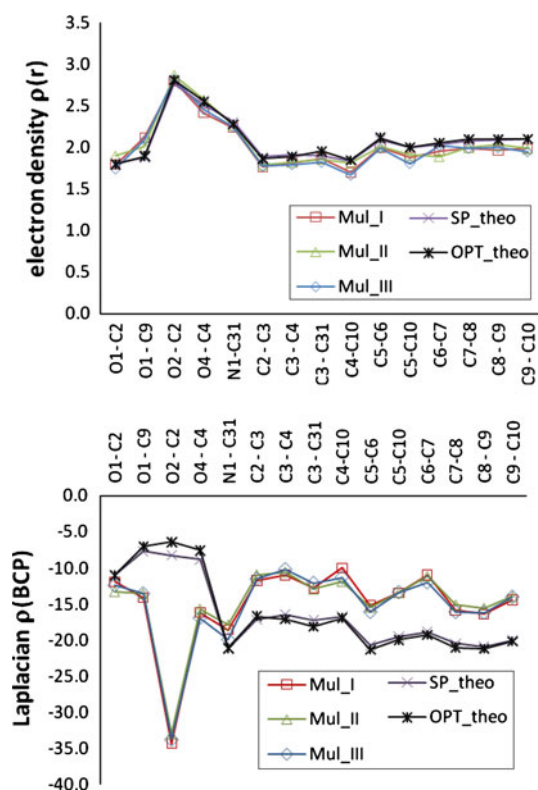 electron density ρ(r)
3.5
3.0
2.5
2.0
1.5
1.0
0.5
0.0
Mul_I
SP_theo
Mul_II
OPT_theo
Mul_III
O1 - C2
O1 - C9
O2 - C2
O4 - C4
N1-C31
C2 - C3
C3 - C4
C3 - C31
C4-C10
C5-C6
C5-C10
C6-C7
C7-C8
C8 - C9
C9 - C10
O1 - C2
O1 - C9
O2 - C2
O4 - C4
N1 - C31
C2 - C3
C3 - C4
C3 - C31
C4-C10
C5-C6
C5-C10
C6-C7
C7-C8
C8 - C9
C9 - C10
Laplacian ρ(BCP)
0.0
-5.0
-10.0
-15.0
-20.0
-25.0
-30.0
-35.0
-40.0
Mul_I
SP_theo
Mul_II
OPT_theo
Mul_III